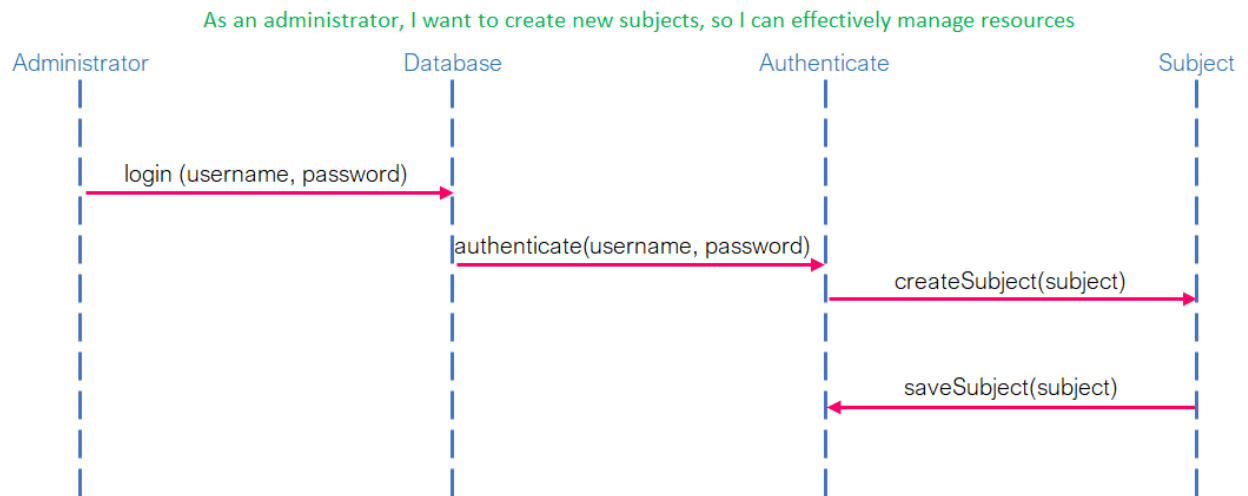 As an administrator, I want to create new subjects, so I can effectively manage resources
Administrator
Database
Authenticate
Subject
login (username, password)
authenticate(username, password)
createSubject(subject)
saveSubject(subject)